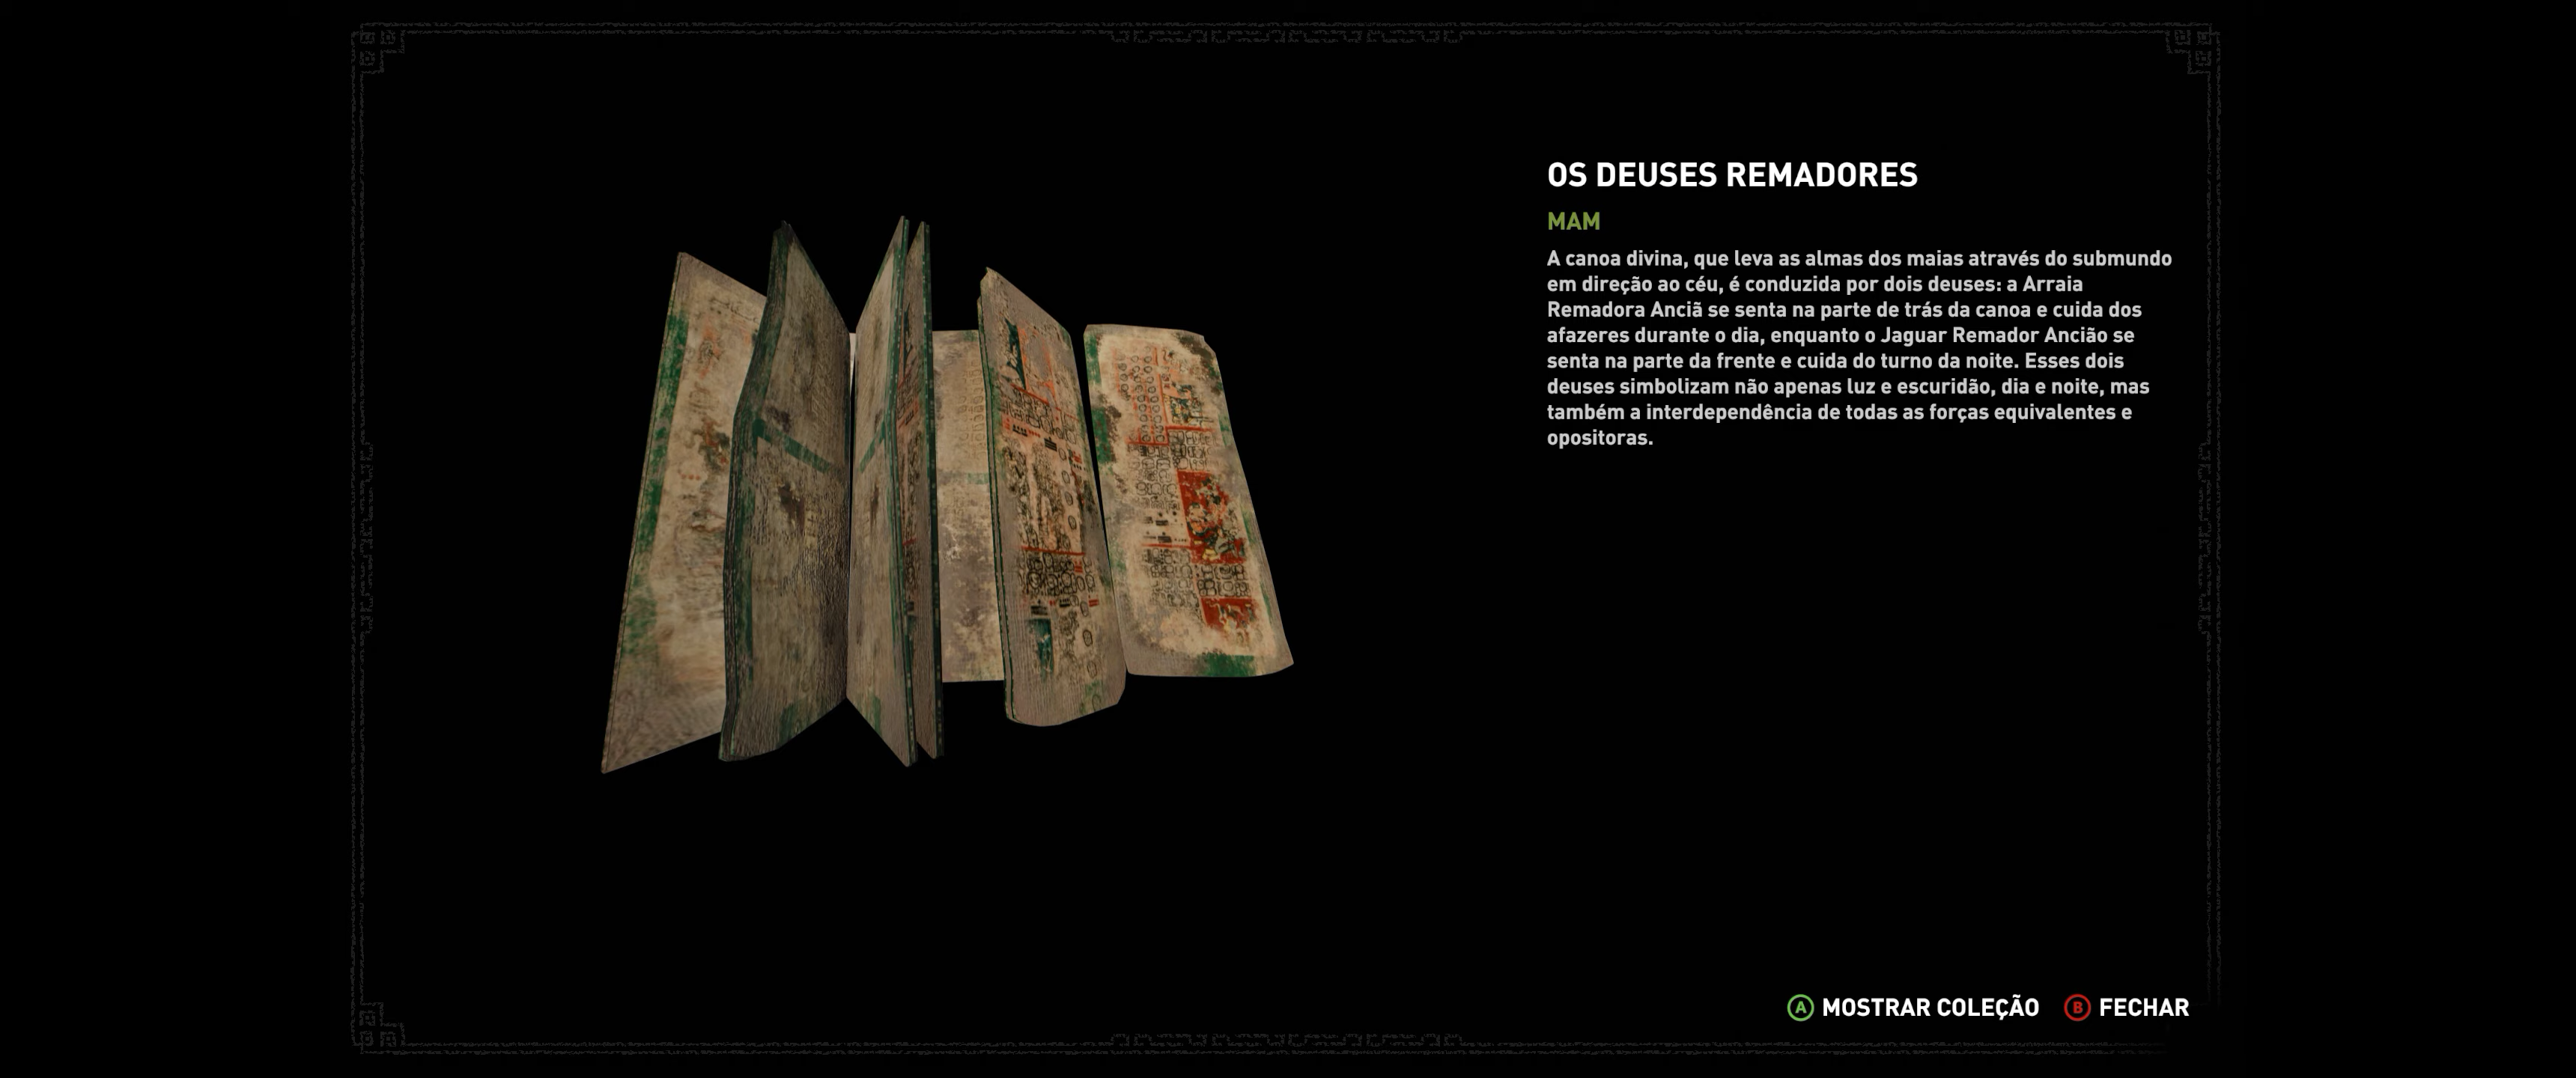 OS DEUSES REMADORES
MAM
A canoa divina, que leva as almas dos maias através do submundo
em direção ao céu, é conduzida por dois deuses: a Arraia
Remadora Anciã se senta na parte de trás da canoa e cuida dos
afazeres durante o dia, enquanto o Jaguar Remador Ancião se
senta na parte da frente e cuida do turno da noite. Esses dois
deuses simbolizam não apenas luz e escuridão, dia e noite, mas
também a interdependência de todas as forças equivalentes e
opositoras.
A MOSTRAR COLEÇÃO B FECHAR